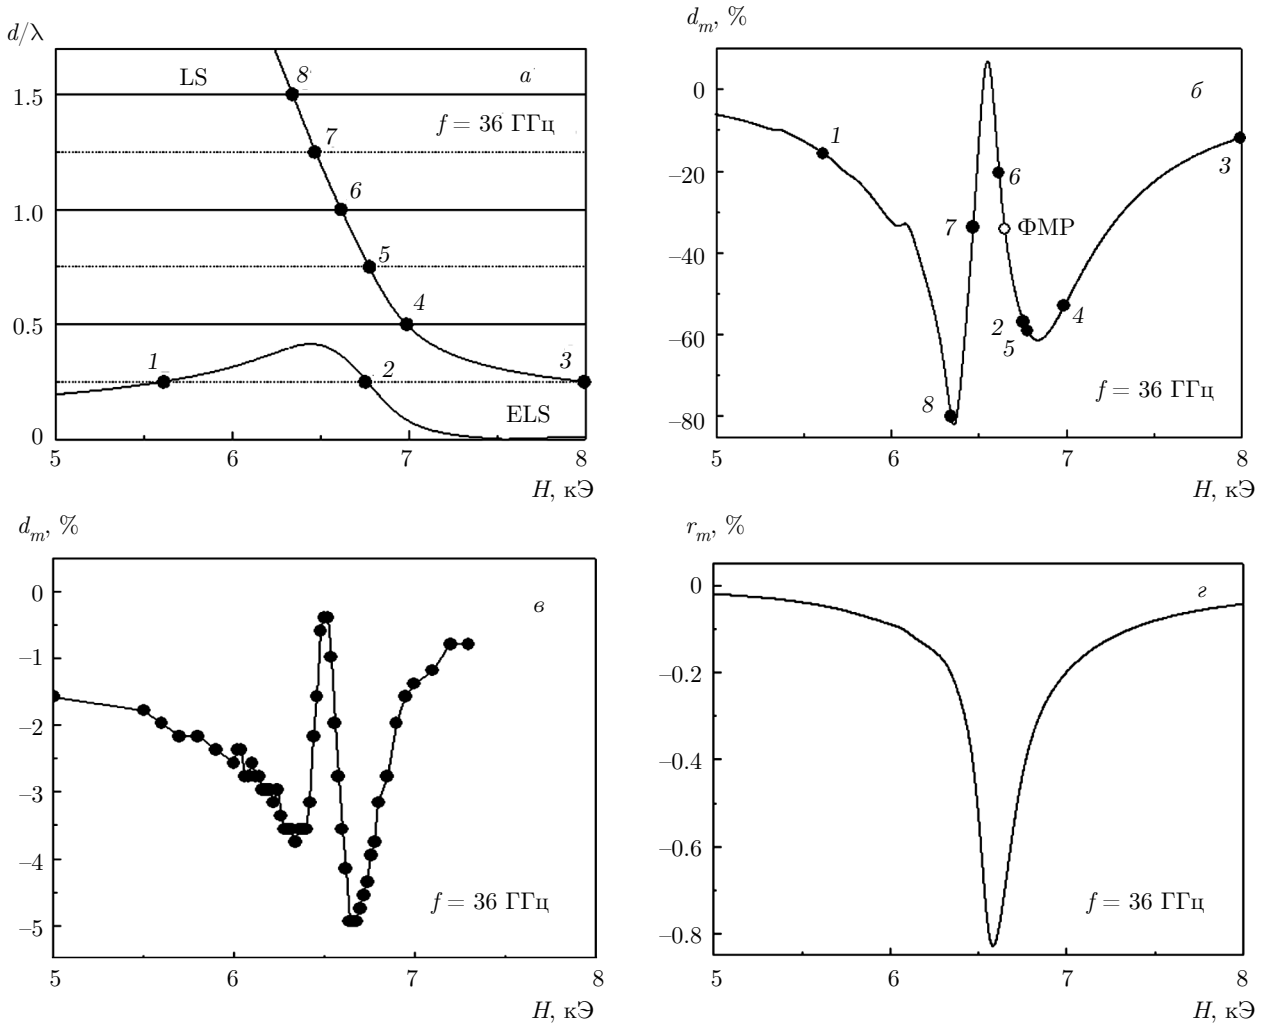 d/λ
LS
8
а
1.5
f = 36 ГГц
7
6
1.0
5
4
0.5
1
2
3
ELS
0
5
6
7
8
H, кЭ
d_m, %
0
б
1
3
−20
6
7
ФМР
−40
2
4
5
−60
f = 36 ГГц
8
−80
5
6
7
8
H, кЭ
d_m, %
0
в
−1
−2
−3
−4
f = 36 ГГц
−5
5
6
7
8
H, кЭ
r_m, %
0
г
−0.2
−0.4
−0.6
f = 36 ГГц
−0.8
5
6
7
8
H, кЭ